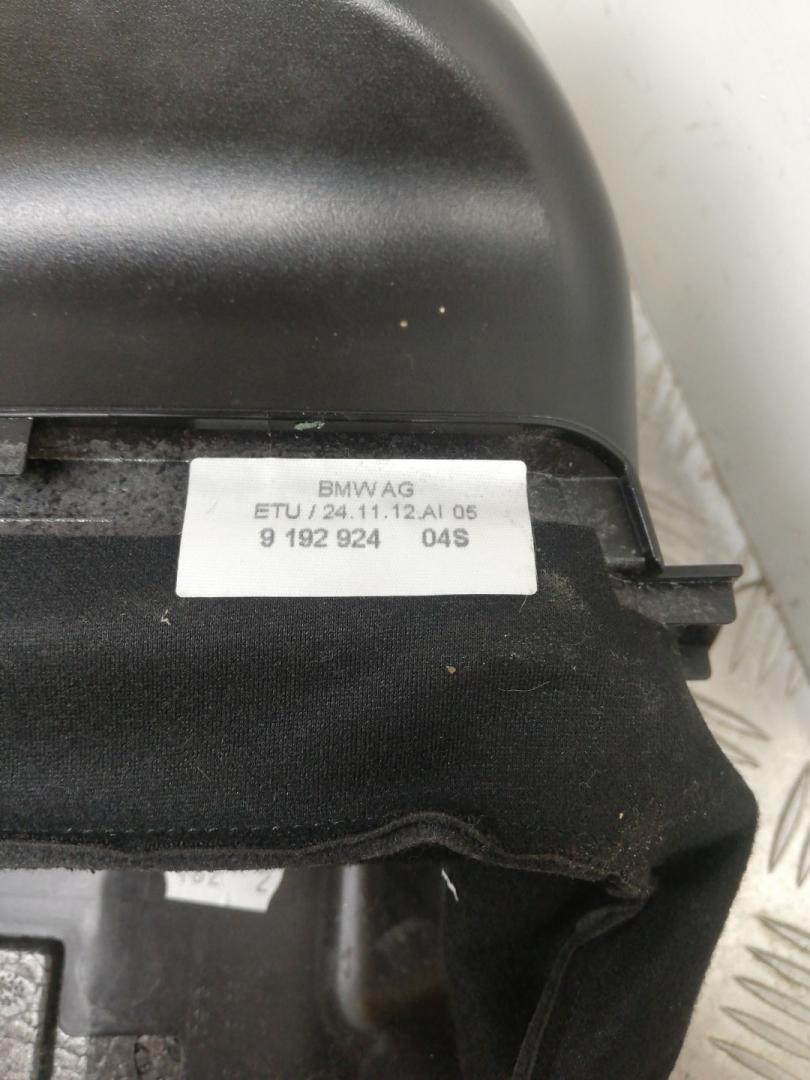 BMW AG
ETU / 24.11.12.AI 05
9 192 924 04S